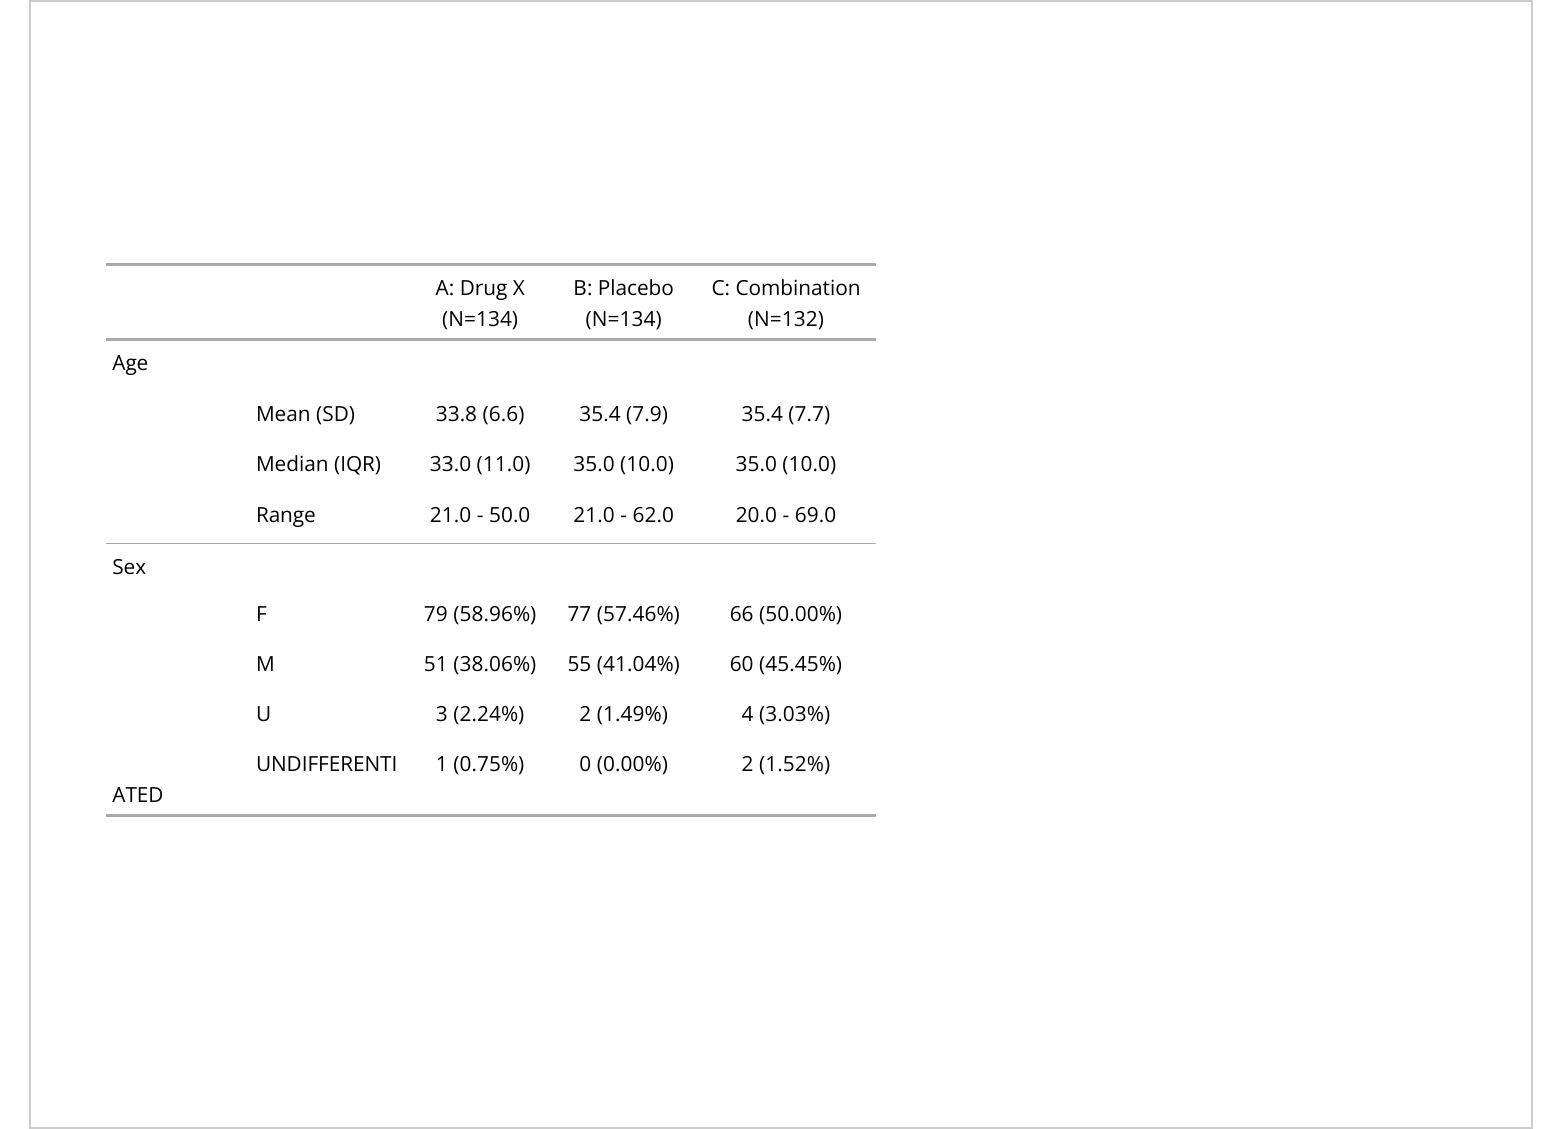 A: Drug X B: Placebo C: Combination
(N=134) (N=134) (N=132)
Age
Mean (SD) 33.8 (6.6) 35.4 (7.9) 35.4 (7.7)
Median (IQR) 33.0 (11.0) 35.0 (10.0) 35.0 (10.0)
Range 21.0 - 50.0 21.0 - 62.0 20.0 - 69.0
Sex
F 79 (58.96%) 77 (57.46%) 66 (50.00%)
M 51 (38.06%) 55 (41.04%) 60 (45.45%)
U 3 (2.24%) 2 (1.49%) 4 (3.03%)
UNDIFFERENTI 1 (0.75%) 0 (0.00%) 2 (1.52%)
ATED